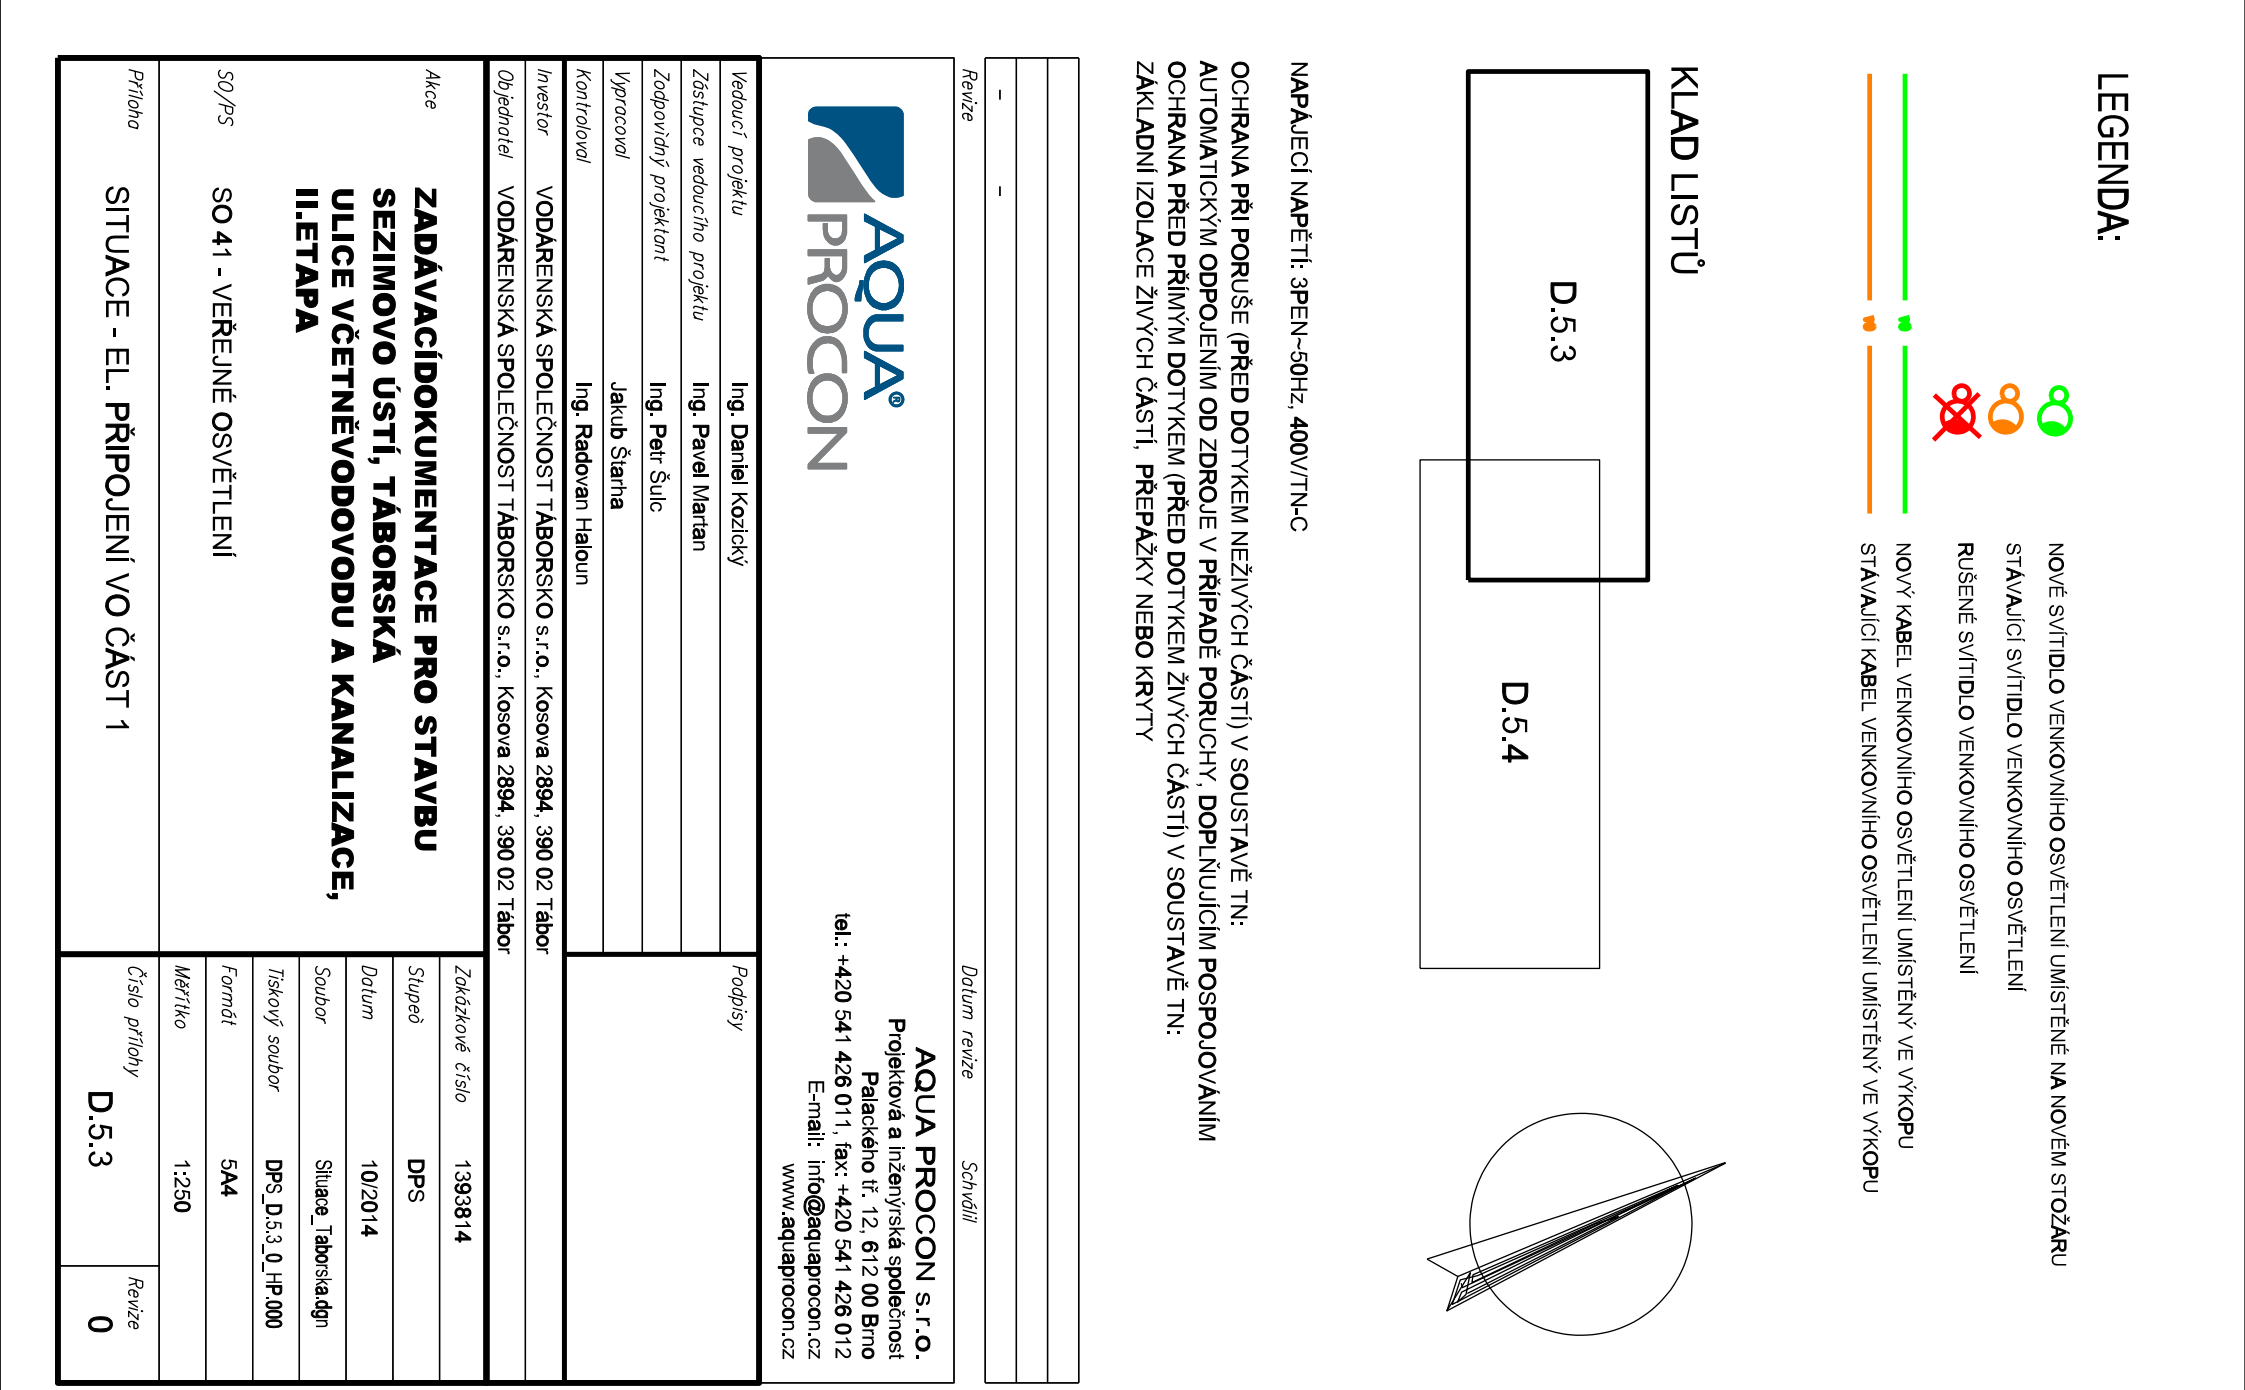 LEGENDA:
NOVÉ SVÍTIDLO VENKOVNÍHO OSVĚTLENÍ UMÍSTĚNÉ NA NOVÉM STOŽÁRU
STÁVAJÍCÍ SVÍTIDLO VENKOVNÍHO OSVĚTLENÍ
RUŠENÉ SVÍTIDLO VENKOVNÍHO OSVĚTLENÍ
NOVÝ KABEL VENKOVNÍHO OSVĚTLENÍ UMÍSTĚNÝ VE VÝKOPU
STÁVAJÍCÍ KABEL VENKOVNÍHO OSVĚTLENÍ UMÍSTĚNÝ VE VÝKOPU
KLAD LISTŮ
D.5.3
D.5.4
NAPÁJECÍ NAPĚTÍ: 3PEN~50Hz, 400V/TN-C
OCHRANA PŘI PORUŠE (PŘED DOTYKEM NEŽIVÝCH ČÁSTÍ) V SOUSTAVĚ TN:
AUTOMATICKÝM ODPOJENÍM OD ZDROJE V PŘÍPADĚ PORUCHY, DOPLŇUJÍCÍM POSPOJOVÁNÍM
OCHRANA PŘED PŘÍMÝM DOTYKEM (PŘED DOTYKEM ŽIVÝCH ČÁSTÍ) V SOUSTAVĚ TN:
ZÁKLADNÍ IZOLACE ŽIVÝCH ČÁSTÍ, PŘEPÁŽKY NEBO KRYTY
- -
Revize Datum revize Schválil
AQUA®
PROCON
AQUA PROCON s.r.o.
Projektová a inženýrská společnost
Palackého tř. 12, 612 00 Brno
tel.: +420 541 426 011, fax: +420 541 426 012
E-mail: info@aquaprocon.cz
www.aquaprocon.cz
Vedoucí projektu Ing. Daniel Kozický
Zástupce vedoucího projektu Ing. Pavel Martan
Zodpovìdný projektant Ing. Petr Šulc
Vypracoval Jakub Štarha
Kontroloval Ing. Radovan Haloun
Podpisy
Investor VODÁRENSKÁ SPOLEČNOST TÁBORSKO s.r.o., Kosova 2894, 390 02 Tábor
Objednatel VODÁRENSKÁ SPOLEČNOST TÁBORSKO s.r.o., Kosova 2894, 390 02 Tábor
Akce ZADÁVACÍDOKUMENTACE PRO STAVBU
SEZIMOVO ÚSTÍ, TÁBORSKÁ
ULICE VČETNĚVODOVODU A KANALIZACE,
II.ETAPA
Zakázkové číslo 1393814
Stupeò DPS
Datum 10/2014
Soubor Situace_Taborska.dgn
Tiskový soubor DPS_D.5.3_0_HP.000
Formát 5A4
Měřítko 1:250
SO/PS SO 41 - VEŘEJNÉ OSVĚTLENÍ
Příloha SITUACE - EL. PŘIPOJENÍ VO ČÁST 1
Číslo přílohy D.5.3
Revize 0